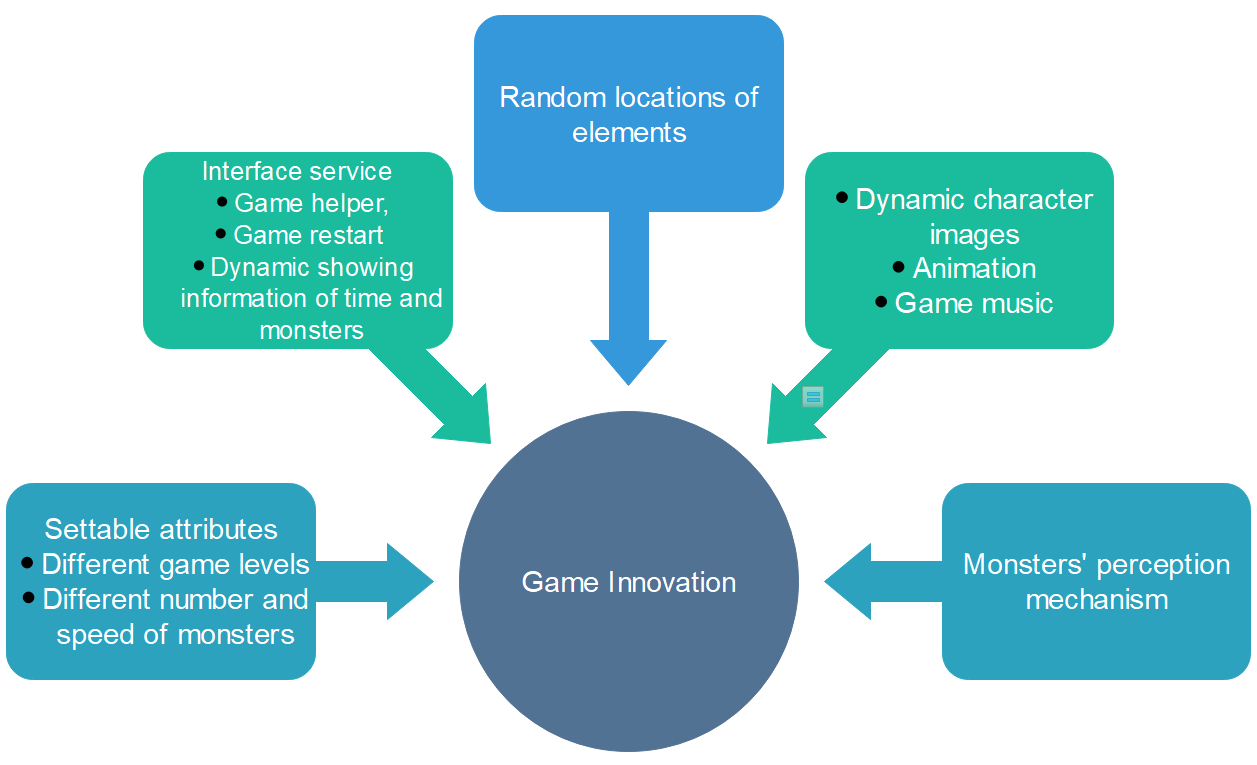 Random locations of
elements
Interface service
● Game helper,
● Game restart
● Dynamic showing
information of time and
monsters
● Dynamic character
images
● Animation
● Game music
Settable attributes
● Different game levels
● Different number and
speed of monsters
Game Innovation
Monsters' perception
mechanism